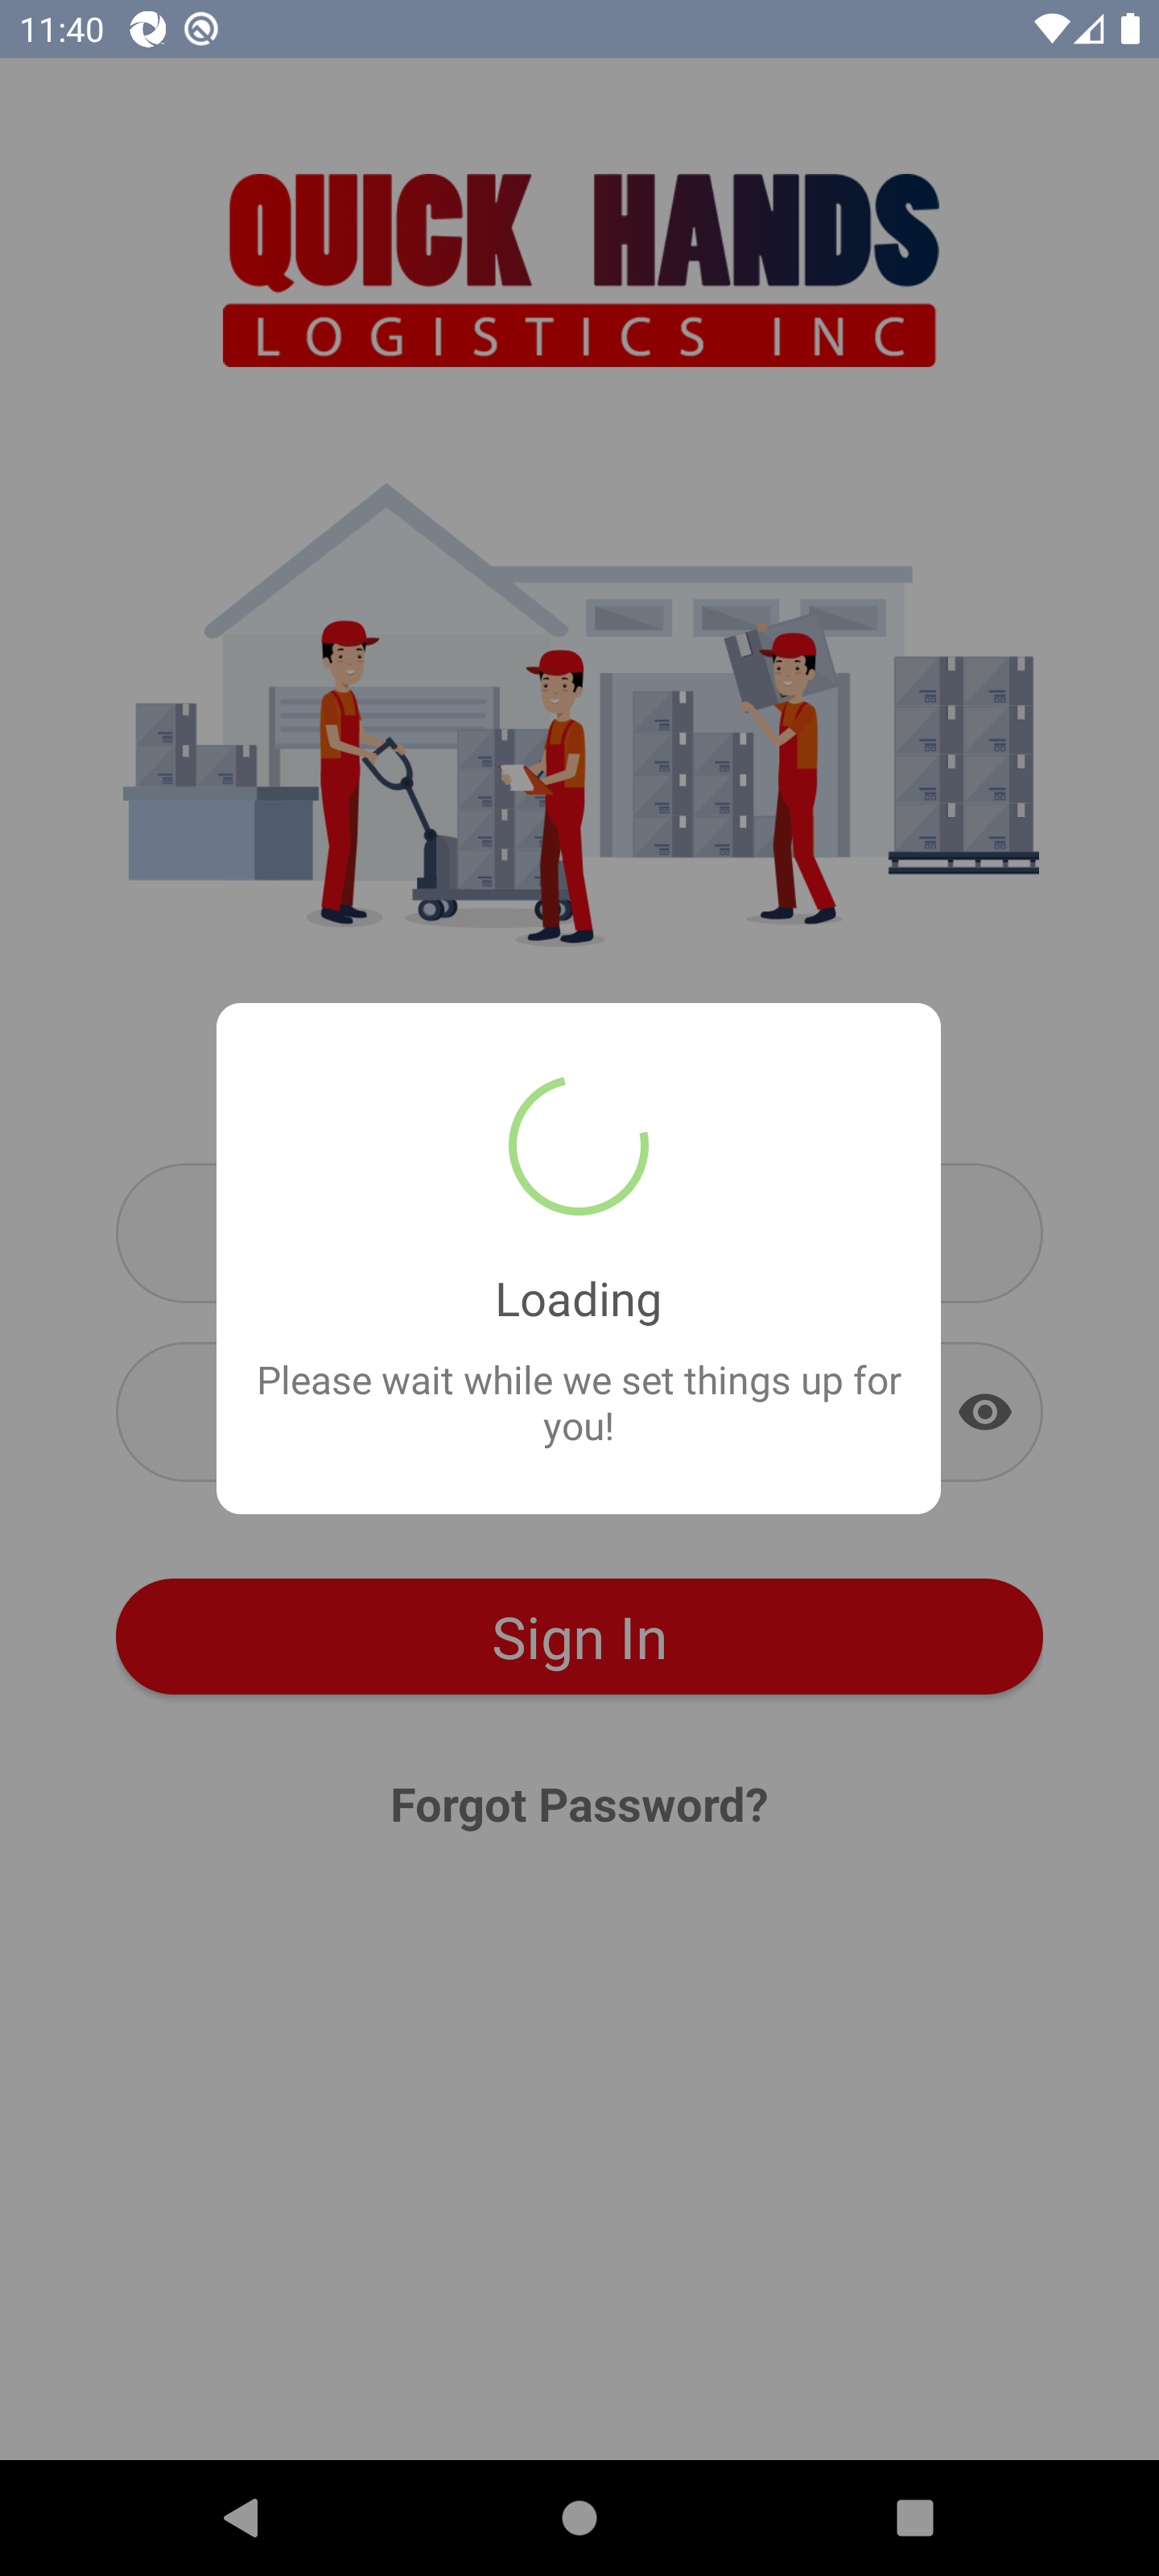 11:40
QUICK HANDS
LOGISTICS INC
Loading
Please wait while we set things up for
you!
Sign In
Forgot Password?